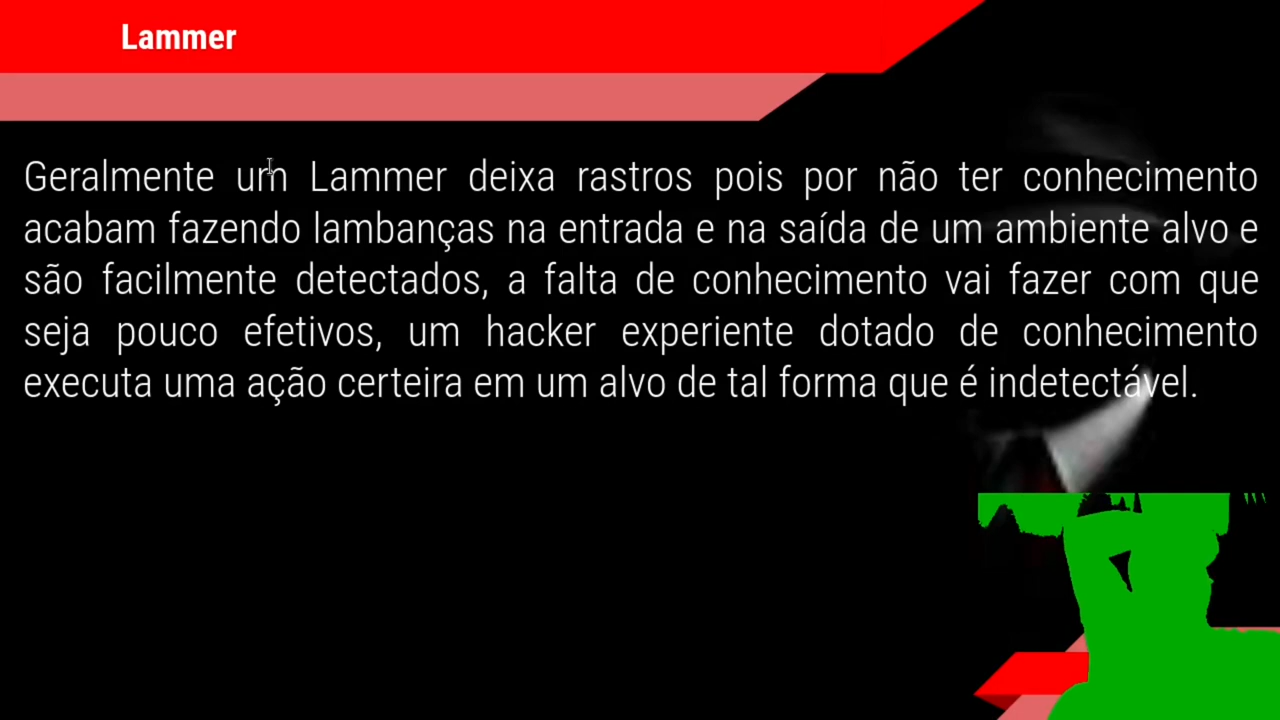 Lammer
Geralmente um Lammer deixa rastros pois por não ter conhecimento
acabam fazendo lambanças na entrada e na saída de um ambiente alvo e
são facilmente detectados, a falta de conhecimento vai fazer com que
seja pouco efetivos, um hacker experiente dotado de conhecimento
executa uma ação certeira em um alvo de tal forma que é indetectável.